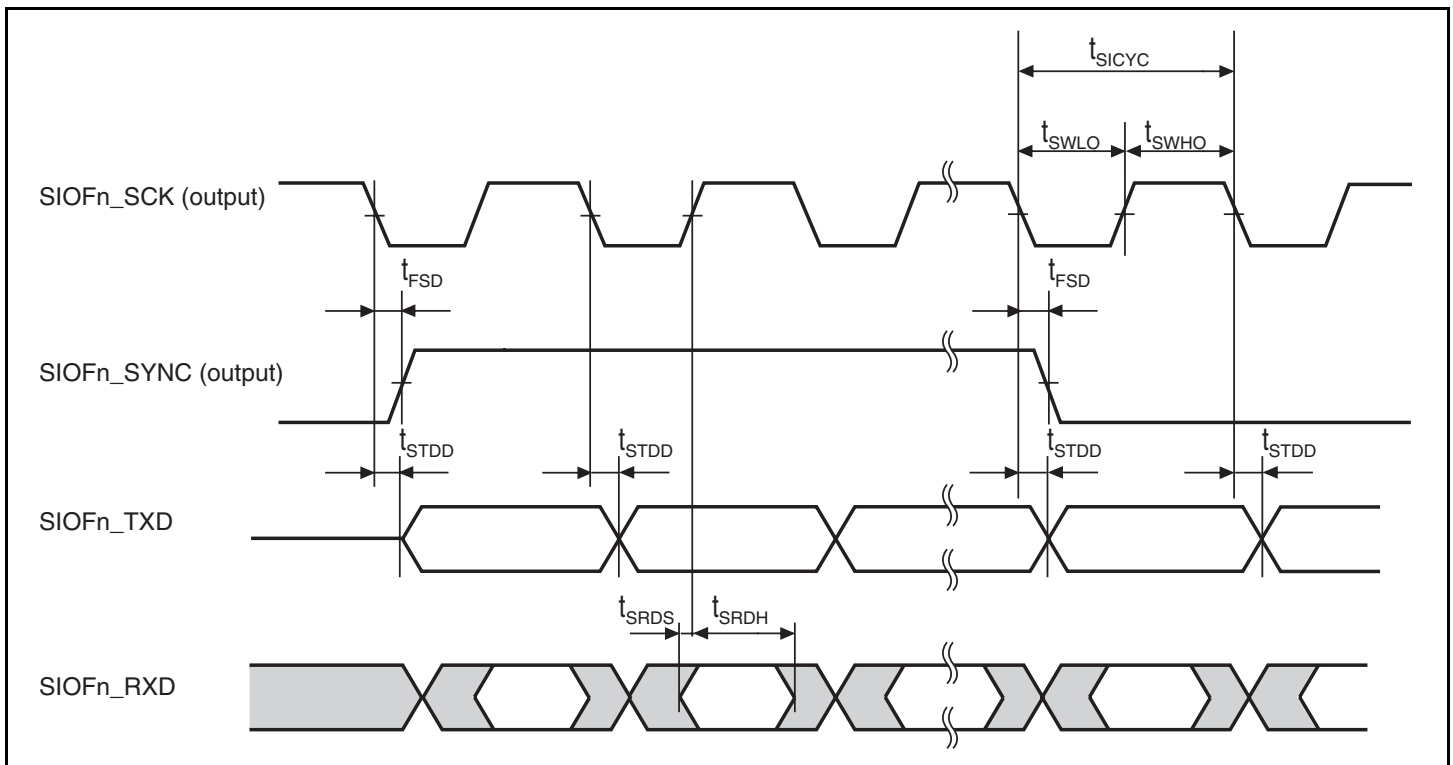 tSICYC
tSWLO tSWHO
SIOFn_SCK (output)
tFSD tFSD
SIOFn_SYNC (output)
tSTDD tSTDD tSTDD tSTDD
SIOFn_TXD
tSRDS tSRDH
SIOFn_RXD